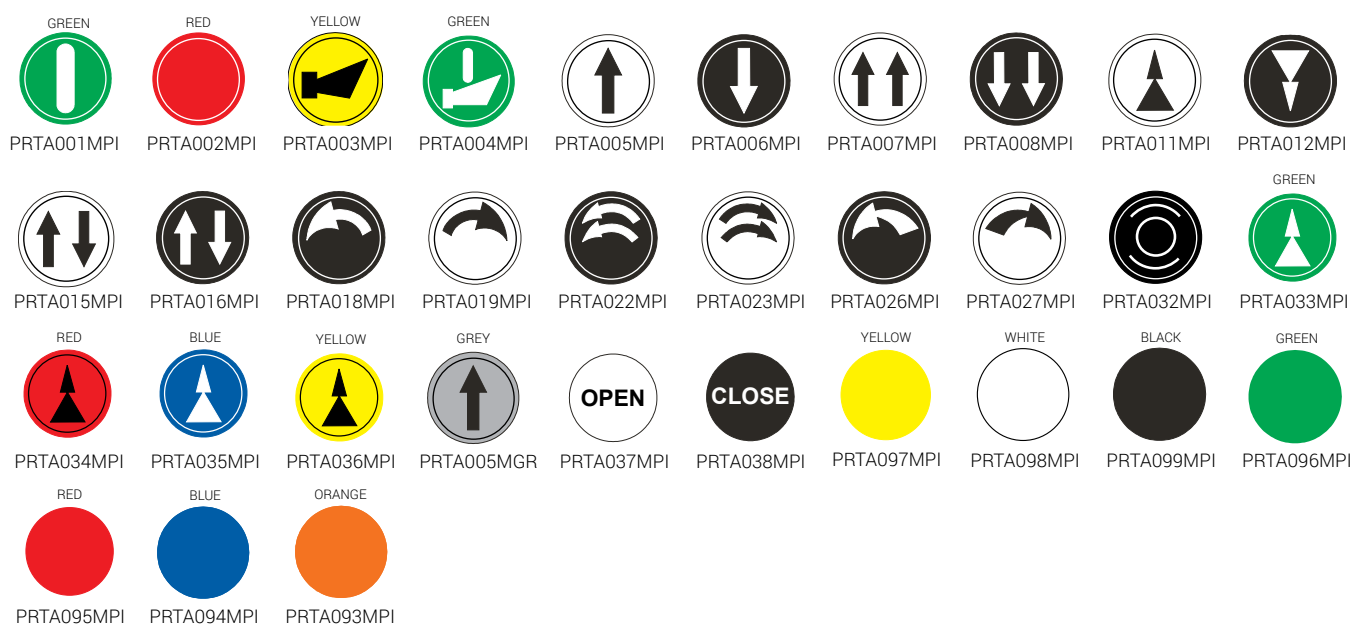 GREEN RED YELLOW GREEN
PRTA001MPI PRTA002MPI PRTA003MPI PRTA004MPI PRTA005MPI PRTA006MPI PRTA007MPI PRTA008MPI PRTA011MPI PRTA012MPI
GREEN
PRTA015MPI PRTA016MPI PRTA018MPI PRTA019MPI PRTA022MPI PRTA023MPI PRTA026MPI PRTA027MPI PRTA032MPI PRTA033MPI
RED BLUE YELLOW GREY YELLOW WHITE BLACK GREEN
OPEN CLOSE
PRTA034MPI PRTA035MPI PRTA036MPI PRTA005MGR PRTA037MPI PRTA038MPI PRTA097MPI PRTA098MPI PRTA099MPI PRTA096MPI
RED BLUE ORANGE
PRTA095MPI PRTA094MPI PRTA093MPI